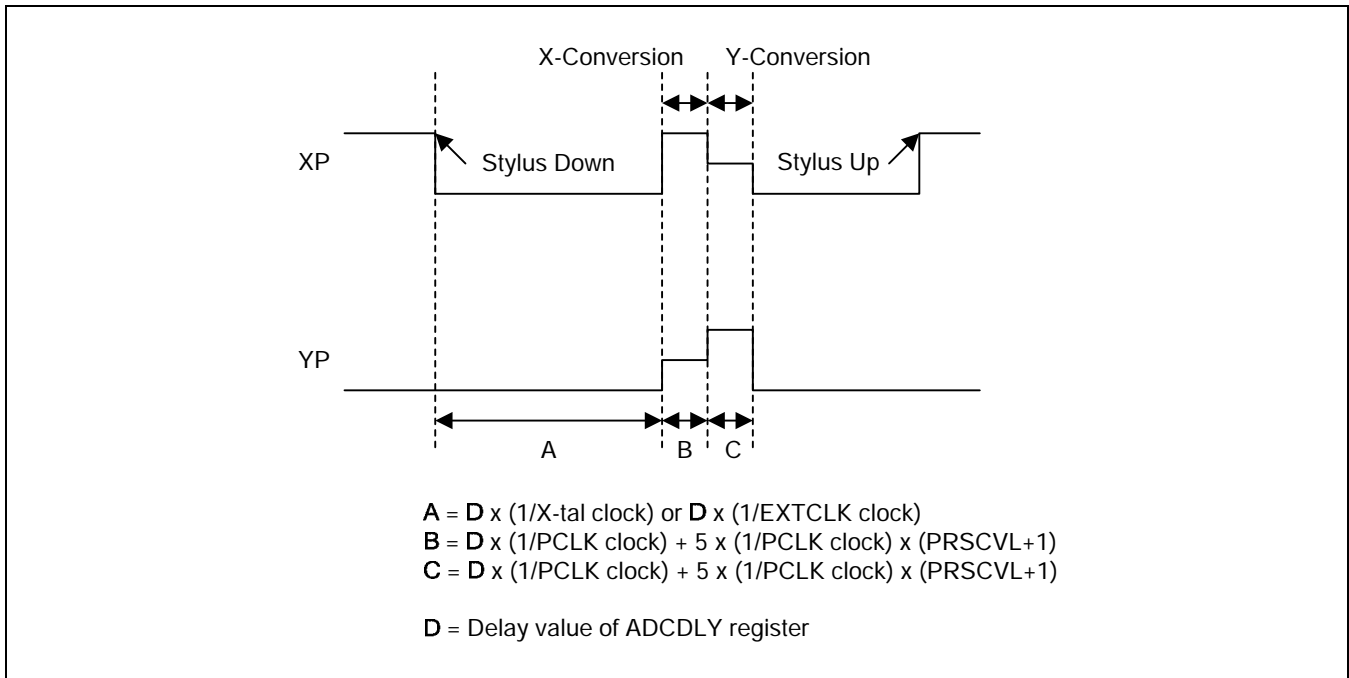 X-Conversion Y-Conversion
XP
Stylus Down
Stylus Up
YP
A B C
A = D x (1/X-tal clock) or D x (1/EXTCLK clock)
B = D x (1/PCLK clock) + 5 x (1/PCLK clock) x (PRSCVL+1)
C = D x (1/PCLK clock) + 5 x (1/PCLK clock) x (PRSCVL+1)
D = Delay value of ADCDLY register